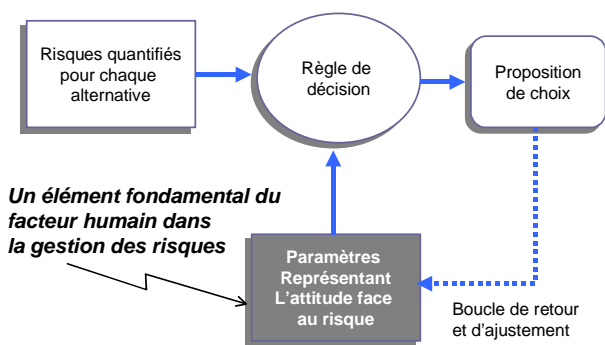 Risques quantifiés
pour chaque
alternative
Règle de
décision
Proposition
de choix
Un élément fondamental du
facteur humain dans
la gestion des risques
Paramètres
Représentant
L'attitude face
au risque
Boucle de retour
et d'ajustement